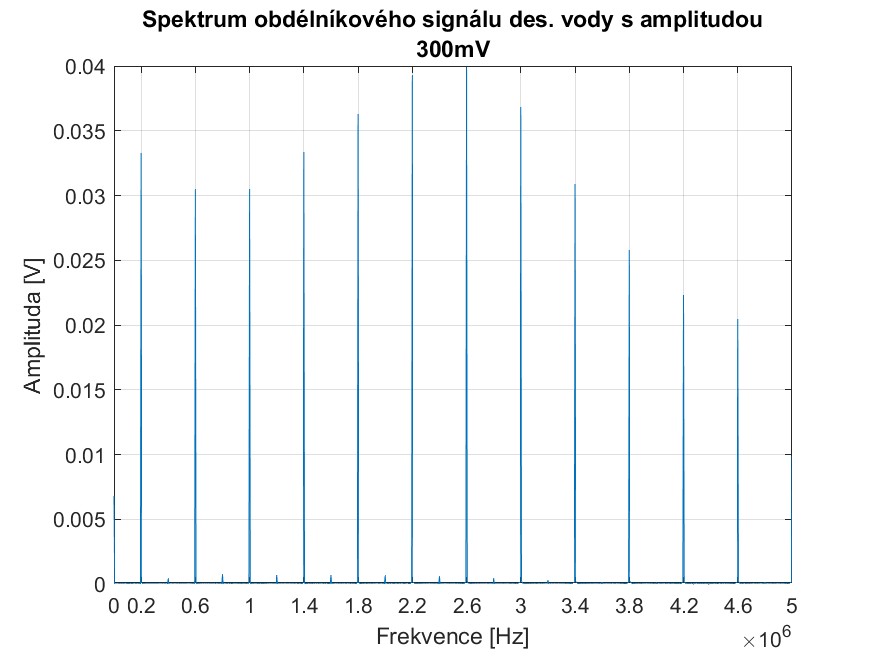 Spektrum obdélníkového signálu des. vody s amplitudou
300mV
0.04
0.035
0.03
0.025
0.02
0.015
0.01
0.005
0
Amplituda [V]
0 0.2 0.6 1 1.4 1.8 2.2 2.6 3 3.4 3.8 4.2 4.6 5
Frekvence [Hz]
×10⁶